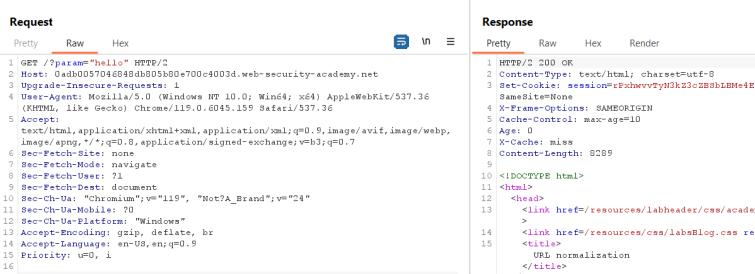 Request
Pretty Raw Hex
\n
1 GET /?param="hello" HTTP/2
2 Host: 0adb0057046848db805b80e700c4003d.web-security-academy.net
3 Upgrade-Insecure-Requests: 1
4 User-Agent: Mozilla/5.0 (Windows NT 10.0; Win64; x64) AppleWebKit/537.36
(KHTML, like Gecko) Chrome/119.0.6045.159 Safari/537.36
5 Accept:
text/html,application/xhtml+xml,application/xml;q=0.9,image/avif,image/webp,
image/apng,*/*;q=0.8,application/signed-exchange;v=b3;q=0.7
6 Sec-Fetch-Site: none
7 Sec-Fetch-Mode: navigate
8 Sec-Fetch-User: ?1
9 Sec-Fetch-Dest: document
10 Sec-Ch-Ua: "Chromium";v="119", "Not?A_Brand";v="24"
11 Sec-Ch-Ua-Mobile: ?0
12 Sec-Ch-Ua-Platform: "Windows"
13 Accept-Encoding: gzip, deflate, br
14 Accept-Language: en-US,en;q=0.9
15 Priority: u=0, i
16
Response
Pretty Raw Hex Render
1 HTTP/2 200 OK
2 Content-Type: text/html; charset=utf-8
3 Set-Cookie: session=rPxhwvvTyN3kZ3cZBSbLBMe4E
SameSite=None
4 X-Frame-Options: SAMEORIGIN
5 Cache-Control: max-age=10
6 Age: 0
7 X-Cache: miss
8 Content-Length: 8289
9
10 <!DOCTYPE html>
11 <html>
12 <head>
13 <link href=/resources/labheader/css/acade
>
14 <link href=/resources/css/labsBlog.css re
15 <title>
URL normalization
</title>